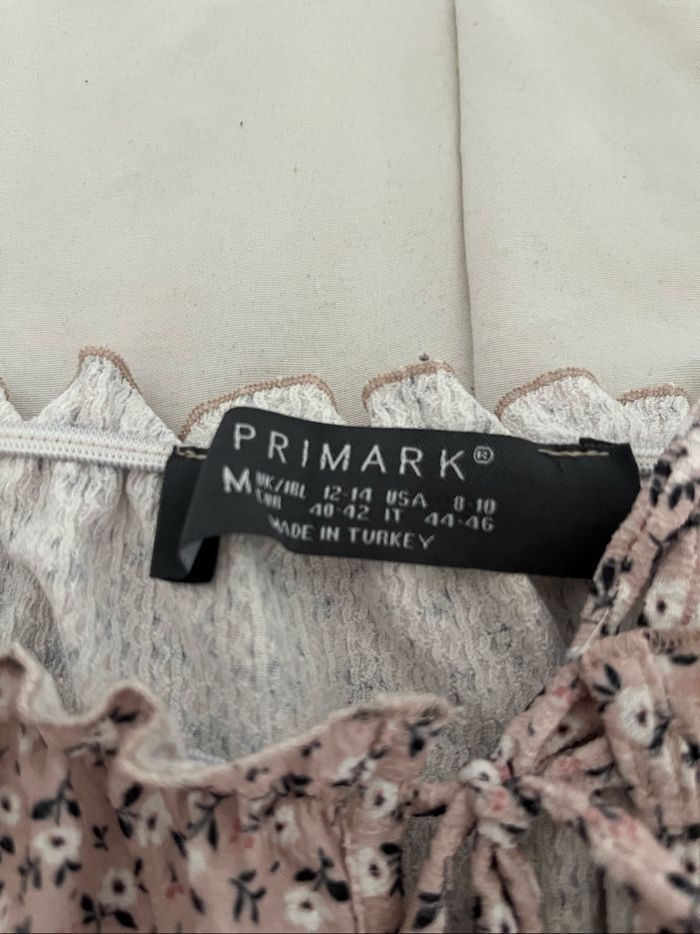 PRIMARK®
M UK/IRL 12-14 USA 8-10
EUR 40-42 IT 44-46
MADE IN TURKEY